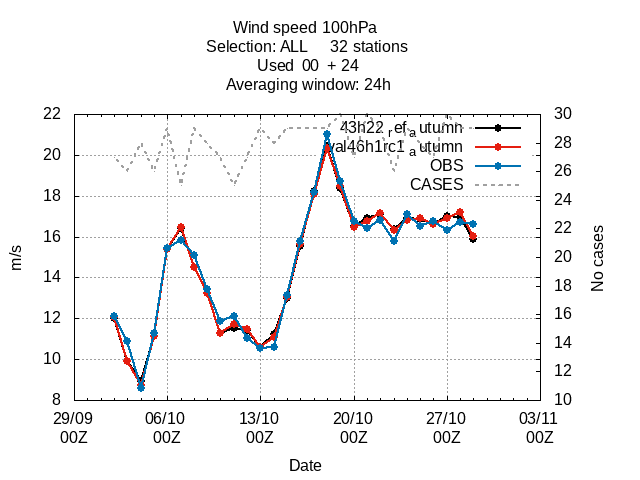 Wind speed 100hPa
Selection: ALL 32 stations
Used 00 + 24
Averaging window: 24h
m/s
22
20
18
16
14
12
10
8
30
28
26
24
22
20
18
16
14
12
10
No cases
43h22_ref_autumn
val46h1rc1_autumn
OBS
CASES
29/09 06/10 13/10 20/10 27/10 03/11
00Z 00Z 00Z 00Z 00Z 00Z
Date